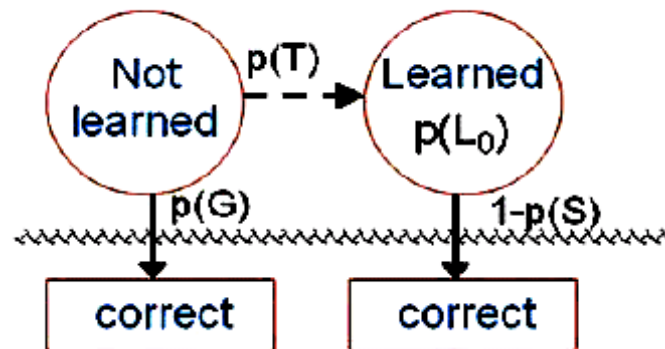 Not
learned
p(T)
Learned
p(L₀)
p(G)
1-p(S)
correct
correct